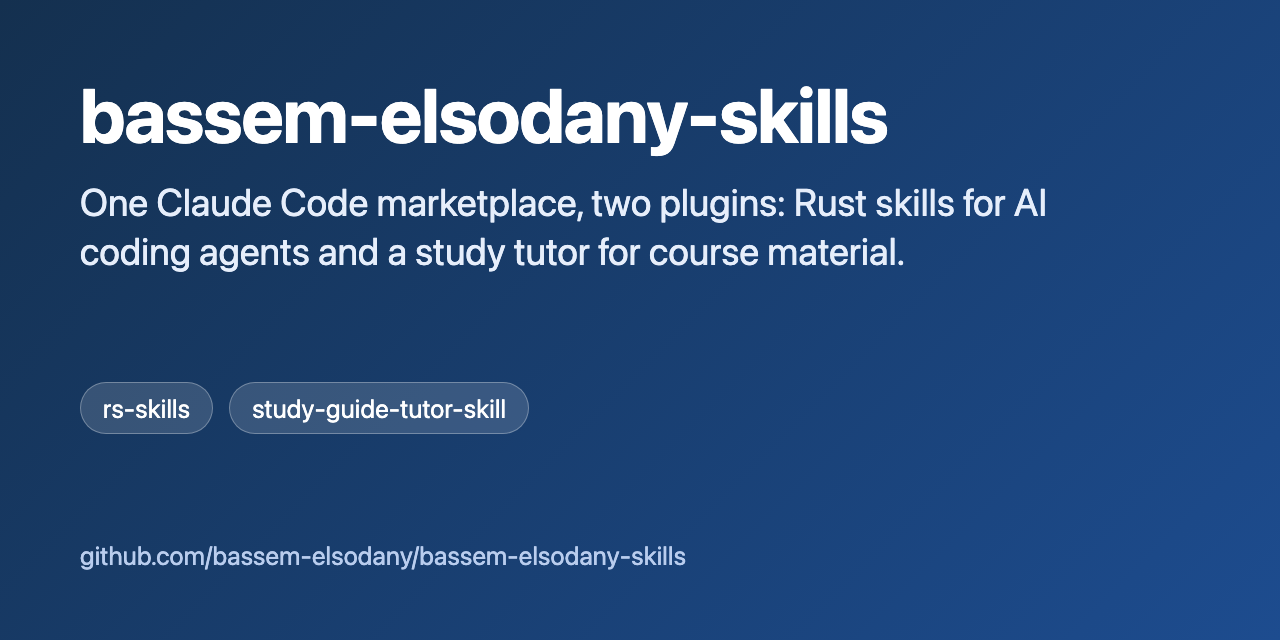 bassem-elsodany-skills
One Claude Code marketplace, two plugins: Rust skills for AI
coding agents and a study tutor for course material.
rs-skills
study-guide-tutor-skill
github.com/bassem-elsodany/bassem-elsodany-skills